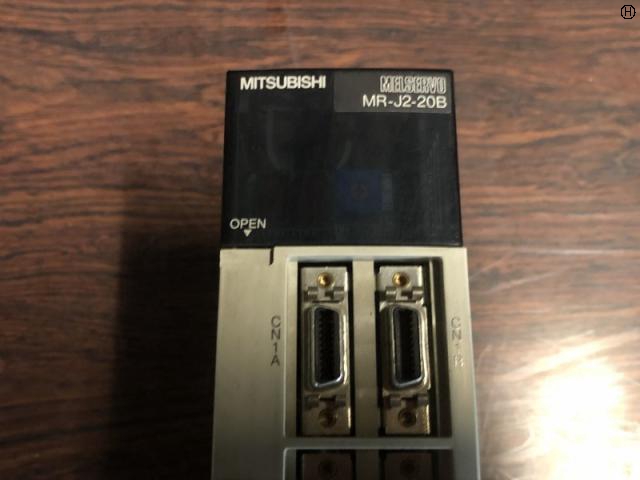 MITSUBISHI
MELSERVO
MR-J2-20B
OPEN
CN1A
CN1B
H